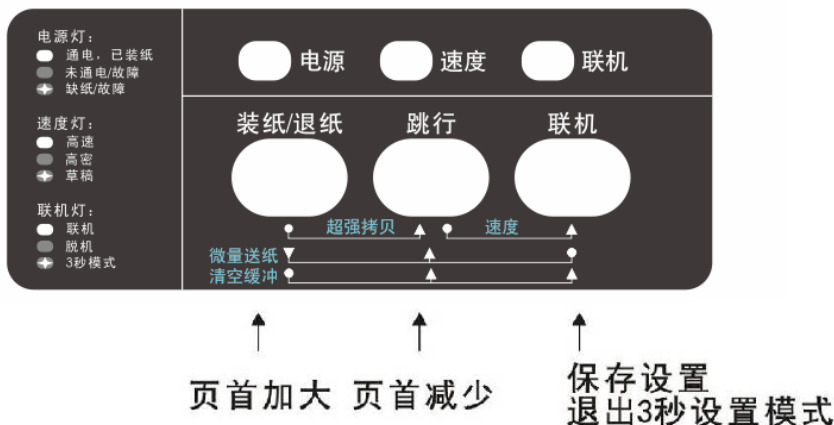 电源灯:
通电，已装纸
未通电/故障
缺纸/故障
速度灯:
高速
高密
草稿
联机灯:
联机
脱机
3秒模式
电源 速度 联机
装纸/退纸 跳行 联机
超强拷贝 速度
微量送纸
清空缓冲
页首加大 页首减少 保存设置
退出3秒设置模式